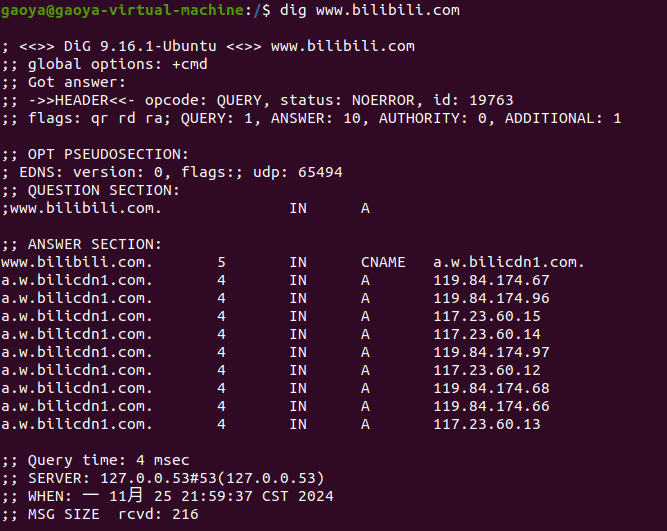 gaoya@gaoya-virtual-machine:/$ dig www.bilibili.com
; <<>> DiG 9.16.1-Ubuntu <<>> www.bilibili.com
;; global options: +cmd
;; Got answer:
;; ->>HEADER<<- opcode: QUERY, status: NOERROR, id: 19763
;; flags: qr rd ra; QUERY: 1, ANSWER: 10, AUTHORITY: 0, ADDITIONAL: 1
;; OPT PSEUDOSECTION:
; EDNS: version: 0, flags:; udp: 65494
;; QUESTION SECTION:
;www.bilibili.com. IN A
;; ANSWER SECTION:
www.bilibili.com. 5 IN CNAME a.w.bilicdn1.com.
a.w.bilicdn1.com. 4 IN A 119.84.174.67
a.w.bilicdn1.com. 4 IN A 119.84.174.96
a.w.bilicdn1.com. 4 IN A 117.23.60.15
a.w.bilicdn1.com. 4 IN A 117.23.60.14
a.w.bilicdn1.com. 4 IN A 119.84.174.97
a.w.bilicdn1.com. 4 IN A 117.23.60.12
a.w.bilicdn1.com. 4 IN A 119.84.174.68
a.w.bilicdn1.com. 4 IN A 119.84.174.66
a.w.bilicdn1.com. 4 IN A 117.23.60.13
;; Query time: 4 msec
;; SERVER: 127.0.0.53#53(127.0.0.53)
;; WHEN: 一 11月 25 21:59:37 CST 2024
;; MSG SIZE rcvd: 216